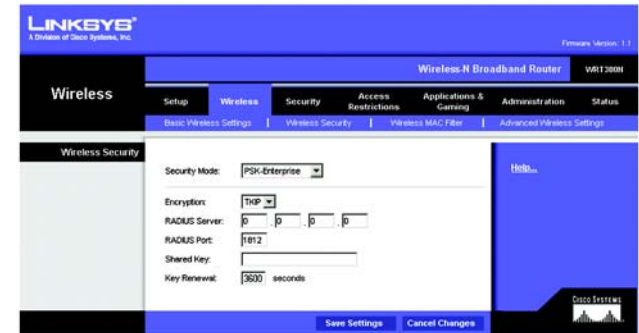 LINKSYS®
A Division of Cisco Systems, Inc.
Firmware Version: 1.1
Wireless-N Broadband Router WRT300N
Wireless
Setup Wireless Security Access Restrictions Applications & Gaming Administration Status
Basic Wireless Settings | Wireless Security | Wireless MAC Filter | Advanced Wireless Settings
Wireless Security
Security Mode: PSK-Enterprise
Help...
Encryption: TKIP
RADIUS Server: 0 . 0 . 0 . 0
RADIUS Port: 1812
Shared Key:
Key Renewal: 3600 seconds
Save Settings Cancel Changes
CISCO SYSTEMS